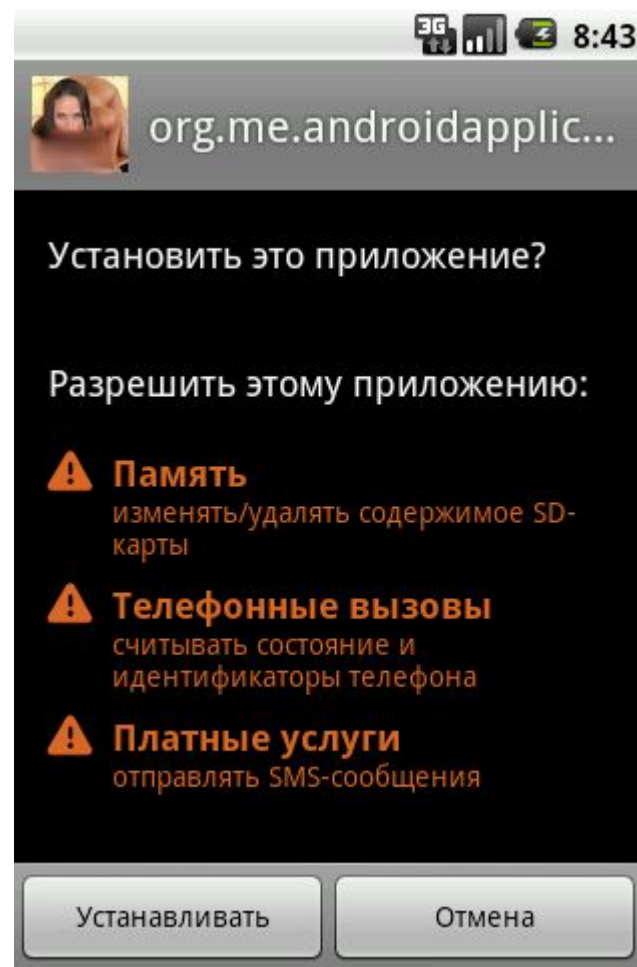 3G 8:43
org.me.androidapplic...
Установить это приложение?
Разрешить этому приложению:
Память
изменять/удалять содержимое SD-
карты
Телефонные вызовы
считывать состояние и
идентификаторы телефона
Платные услуги
отправлять SMS-сообщения
Устанавливать Отмена